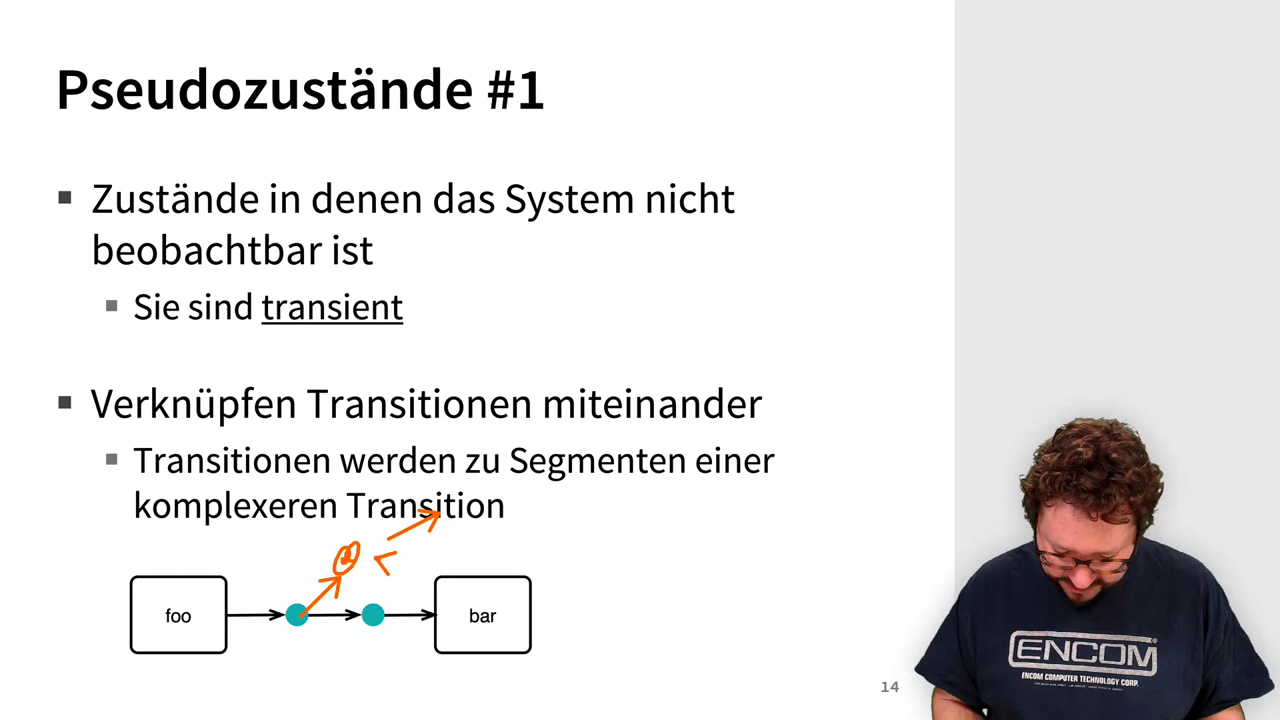 Pseudozustände #1
Zustände in denen das System nicht
beobachtbar ist
Sie sind transient
Verknüpfen Transitionen miteinander
Transitionen werden zu Segmenten einer
komplexeren Transition
foo
bar
14
ENCOM
ENCOM COMPUTER TECHNOLOGY CORP.